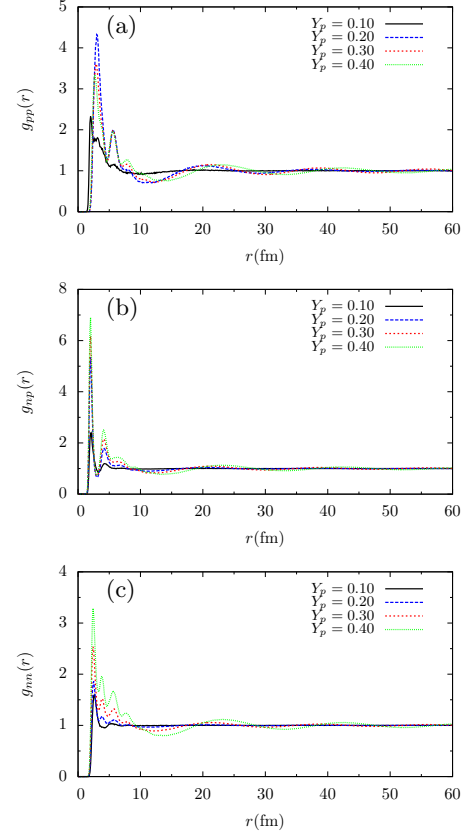 (a)
Y_p = 0.10
Y_p = 0.20
Y_p = 0.30
Y_p = 0.40
g_pp(r)
5
4
3
2
1
0
0 10 20 30 40 50 60
r(fm)
(b)
Y_p = 0.10
Y_p = 0.20
Y_p = 0.30
Y_p = 0.40
g_np(r)
8
6
4
2
0
0 10 20 30 40 50 60
r(fm)
(c)
Y_p = 0.10
Y_p = 0.20
Y_p = 0.30
Y_p = 0.40
g_nn(r)
4
3
2
1
0
0 10 20 30 40 50 60
r(fm)